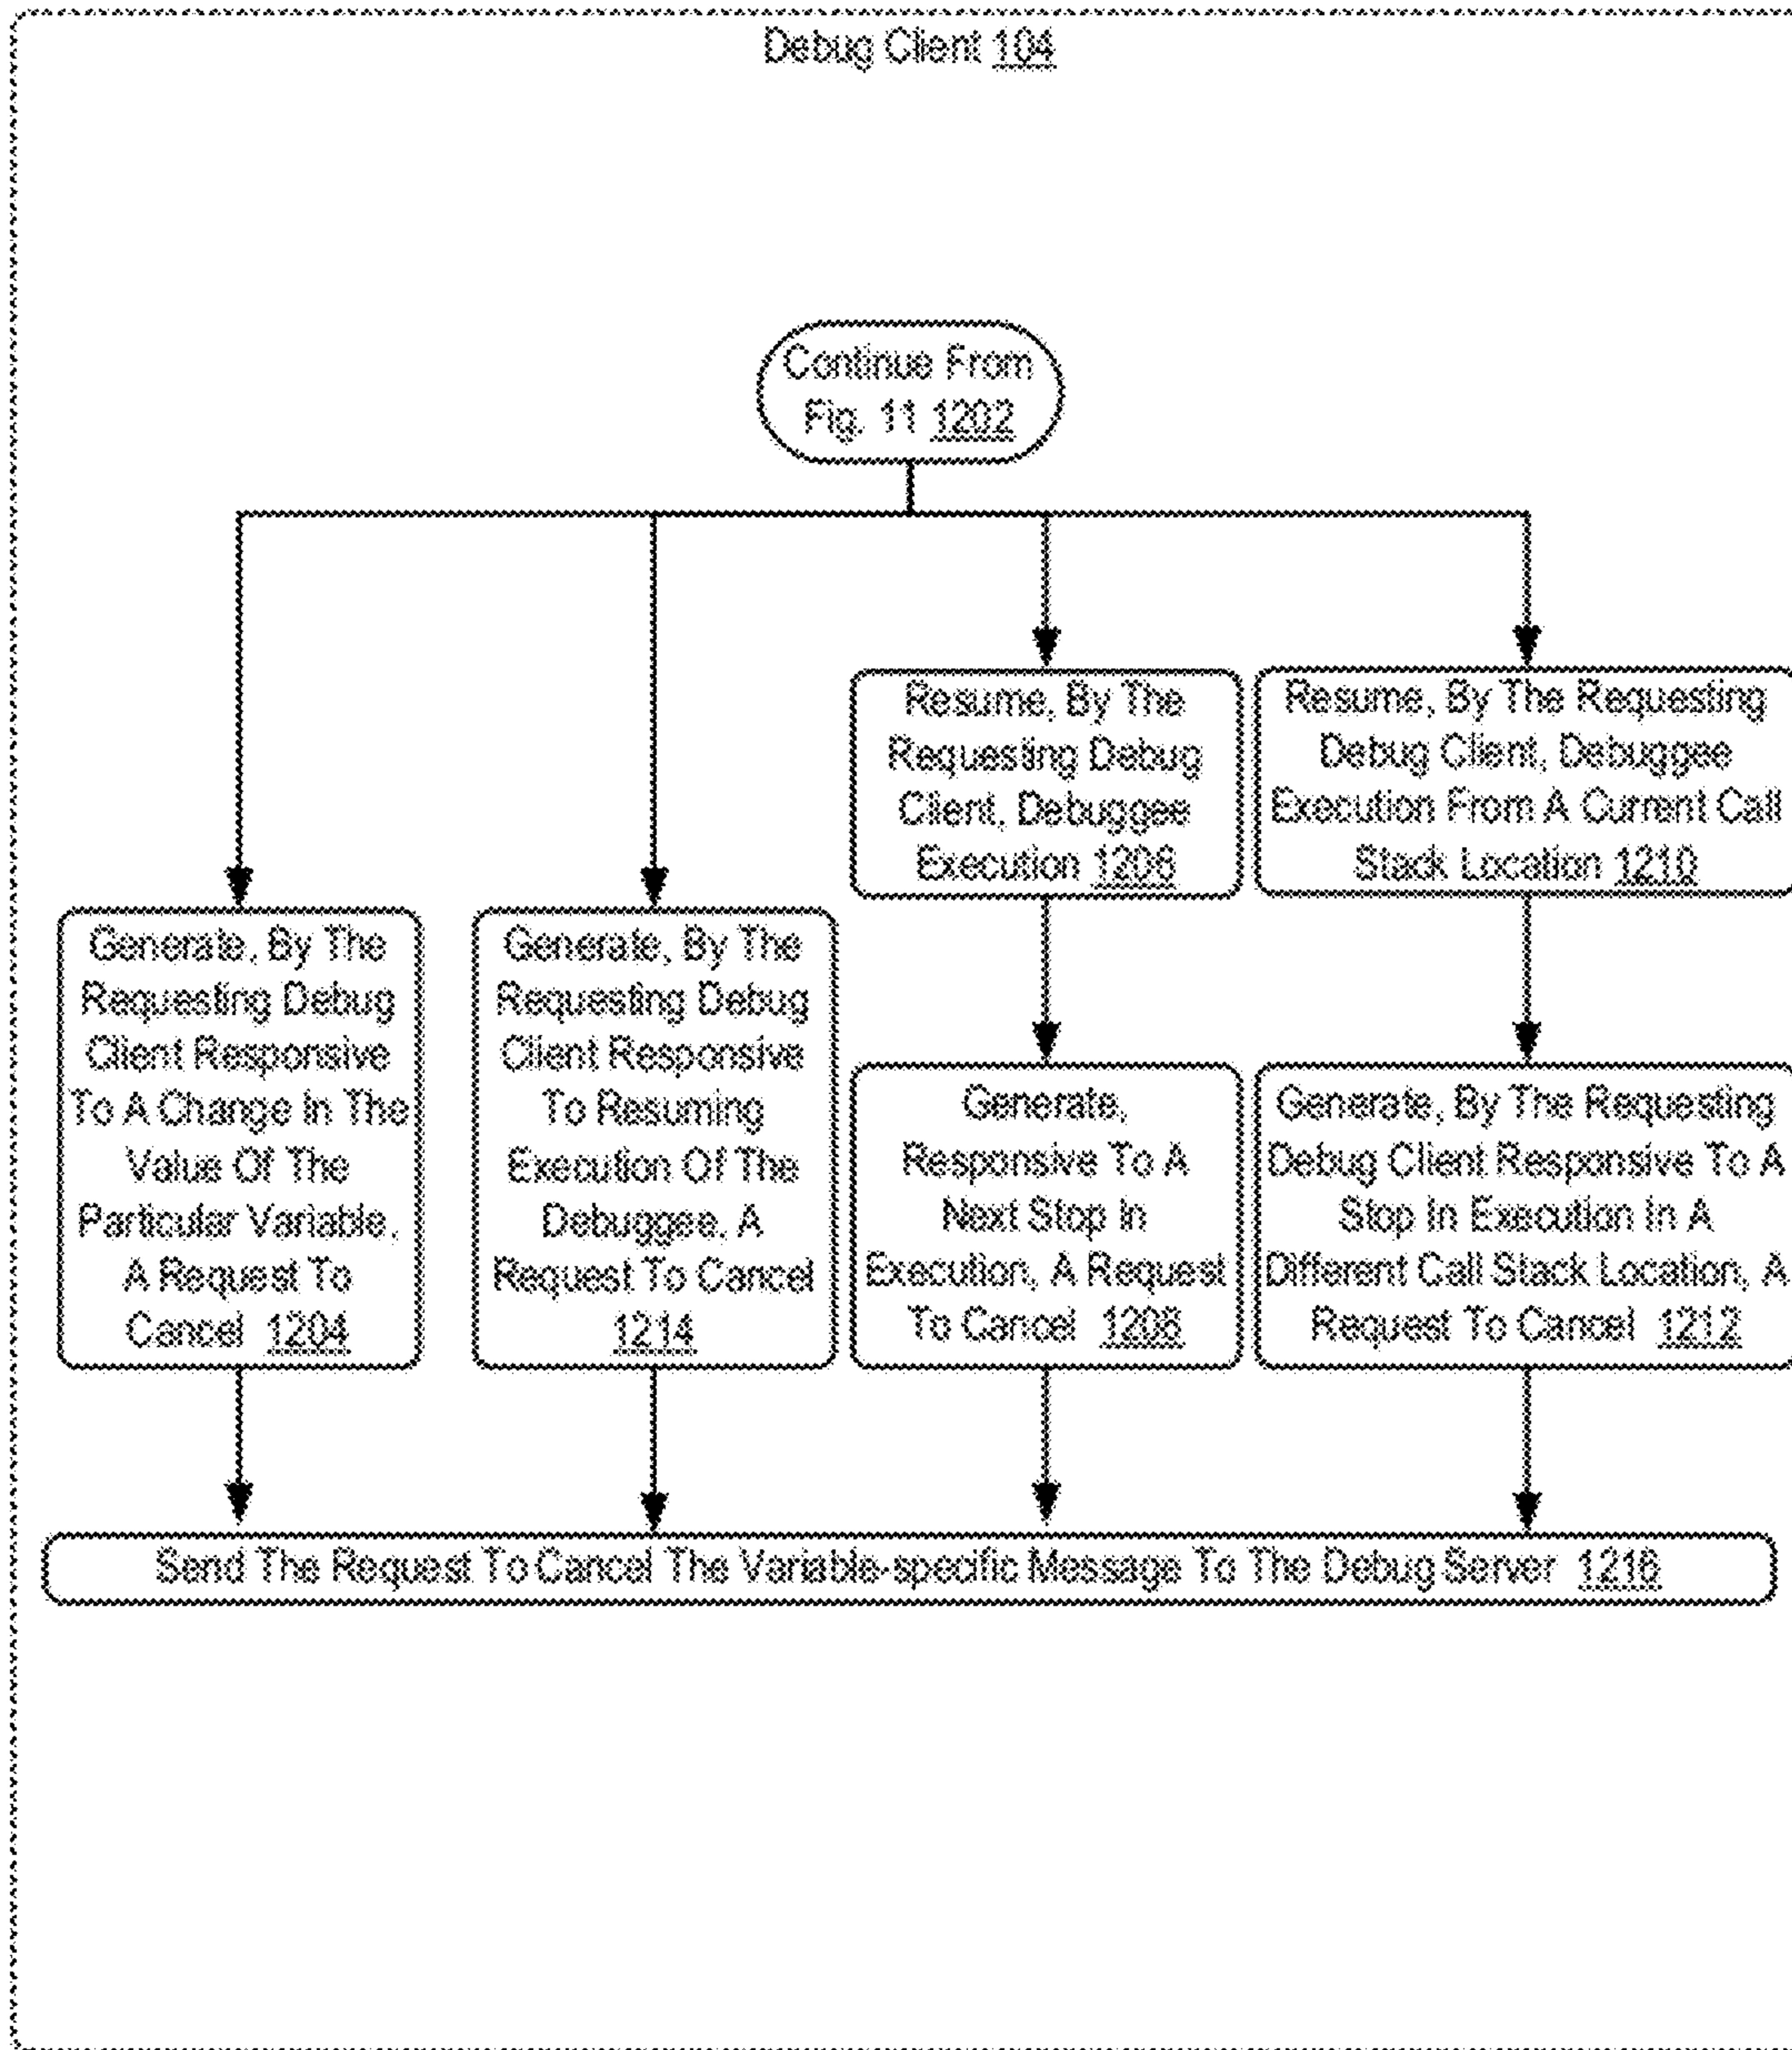 Debug Client 104
Continue From
Fig. 11 1202
Resume, By The
Requesting Debug
Client, Debuggee
Execution 1206
Resume, By The Requesting
Debug Client, Debuggee
Execution From A Current Call
Stack Location 1210
Generate, By The
Requesting Debug
Client Responsive
To A Change In The
Value Of The
Particular Variable,
A Request To
Cancel 1204
Generate, By The
Requesting Debug
Client Responsive
To Resuming
Execution Of The
Debuggee, A
Request To Cancel
1214
Generate,
Responsive To A
Next Stop In
Execution, A Request
To Cancel 1208
Generate, By The Requesting
Debug Client Responsive To A
Stop In Execution In A
Different Call Stack Location, A
Request To Cancel 1212
Send The Request To Cancel The Variable-specific Message To The Debug Server 1216